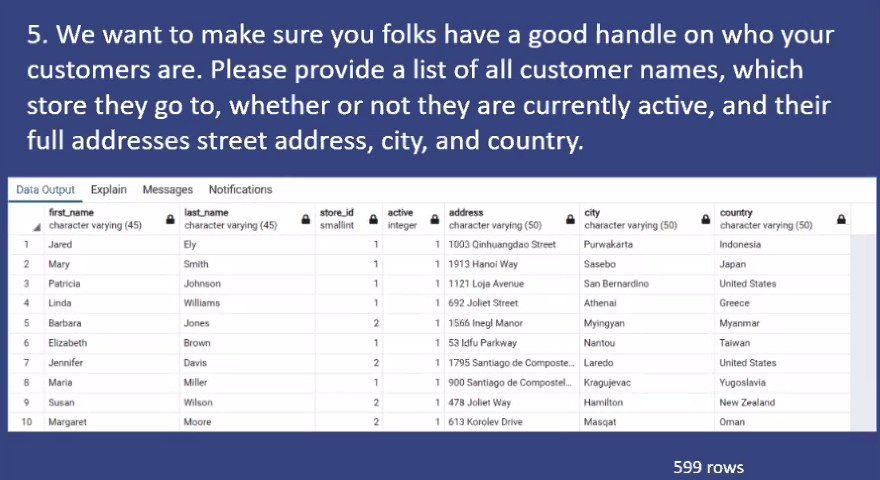 5. We want to make sure you folks have a good handle on who your
customers are. Please provide a list of all customer names, which
store they go to, whether or not they are currently active, and their
full addresses street address, city, and country.
Data Output Explain Messages Notifications
first_name last_name store_id active address city country
character varying (45) character varying (45) smallint integer character varying (50) character varying (50) character varying (50)
1 Jared Ely 1 1 1003 Qinhuangdao Street Purwakarta Indonesia
2 Mary Smith 1 1 1913 Hanoi Way Sasebo Japan
3 Patricia Johnson 1 1 1121 Loja Avenue San Bernardino United States
4 Linda Williams 1 1 692 Joliet Street Athenai Greece
5 Barbara Jones 2 1 1566 Inegl Manor Myingyan Myanmar
6 Elizabeth Brown 1 1 53 Idfu Parkway Nantou Taiwan
7 Jennifer Davis 2 1 1795 Santiago de Composte... Laredo United States
8 Maria Miller 1 1 900 Santiago de Compostel... Kragujevac Yugoslavia
9 Susan Wilson 2 1 478 Joliet Way Hamilton New Zealand
10 Margaret Moore 2 1 613 Korolev Drive Masqat Oman
599 rows